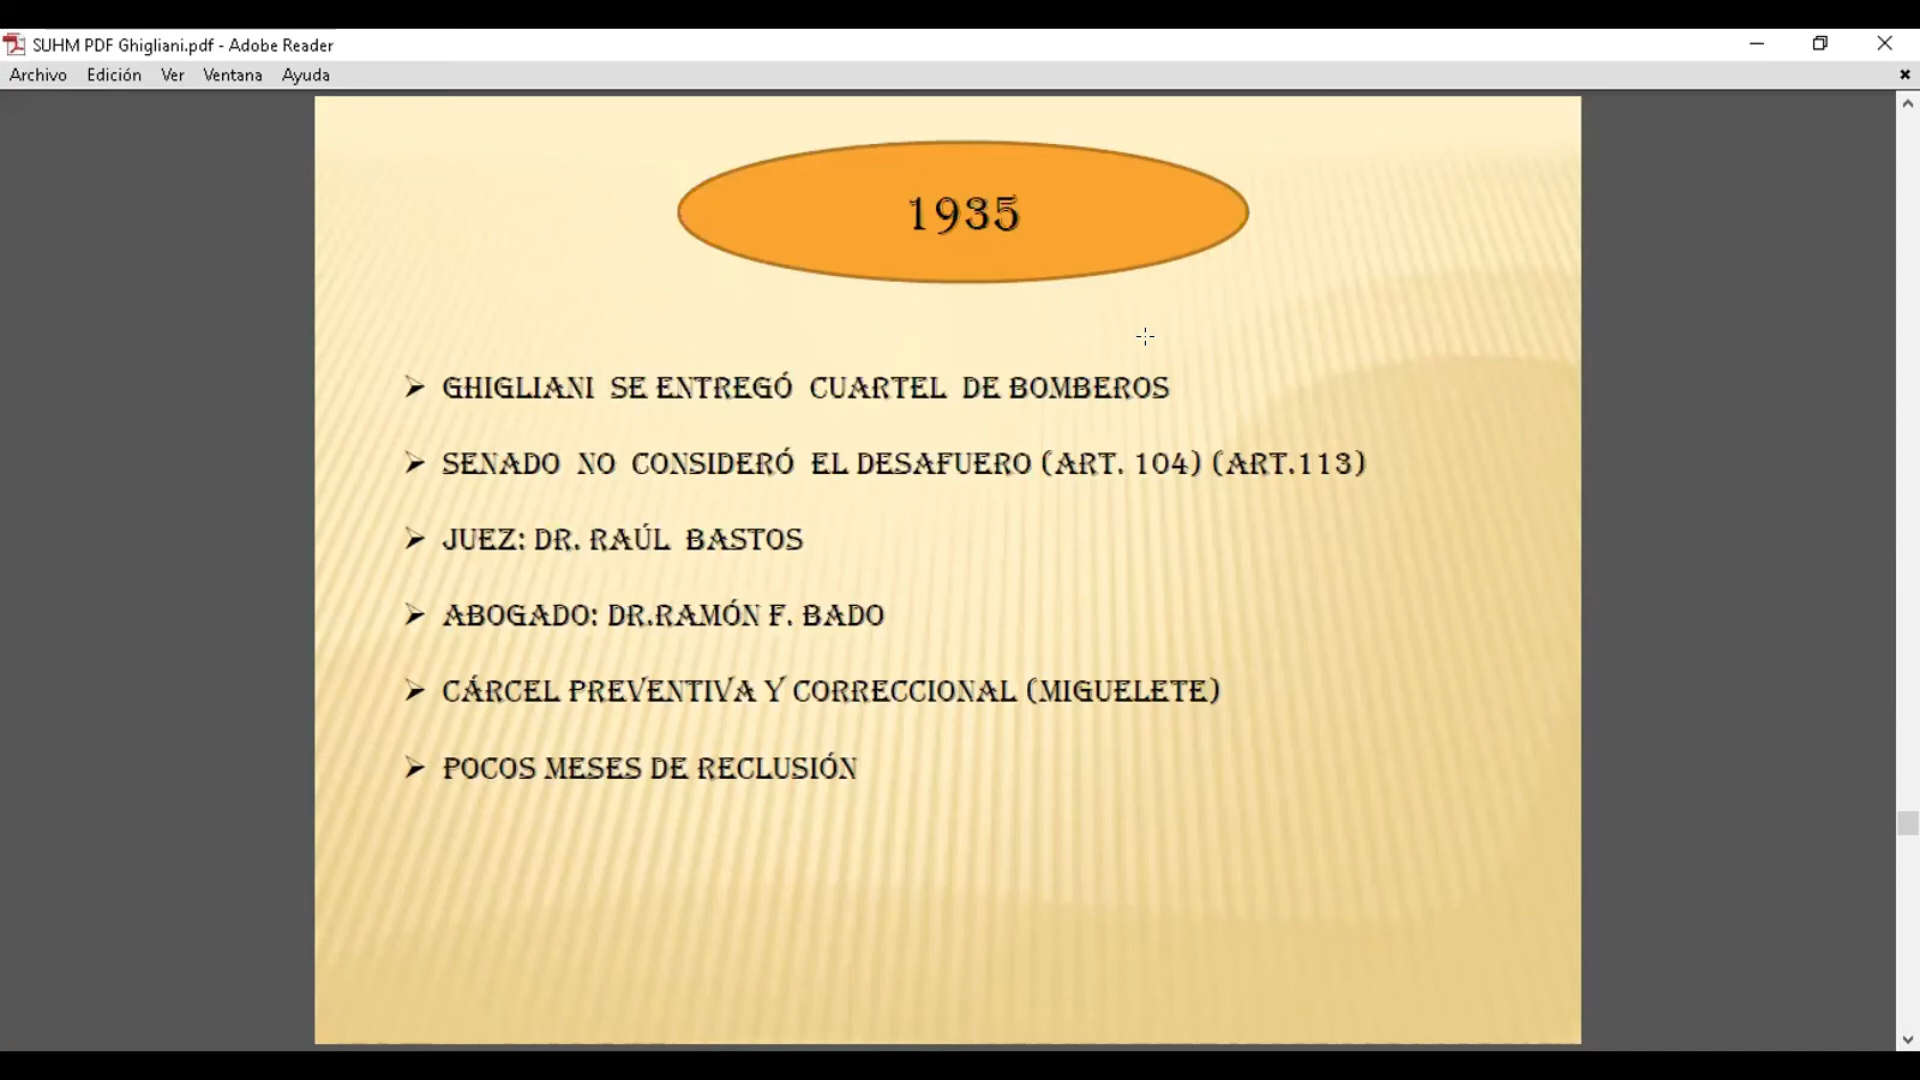 SUHM PDF Ghigliani.pdf - Adobe Reader
Archivo Edición Ver Ventana Ayuda
1935
GHIGLIANI SE ENTREGÓ CUARTEL DE BOMBEROS
SENADO NO CONSIDERÓ EL DESAFUERO (ART. 104) (ART.113)
JUEZ: DR. RAÚL BASTOS
ABOGADO: DR.RAMÓN F. BADO
CÁRCEL PREVENTIVA Y CORRECCIONAL (MIGUELETE)
POCOS MESES DE RECLUSIÓN